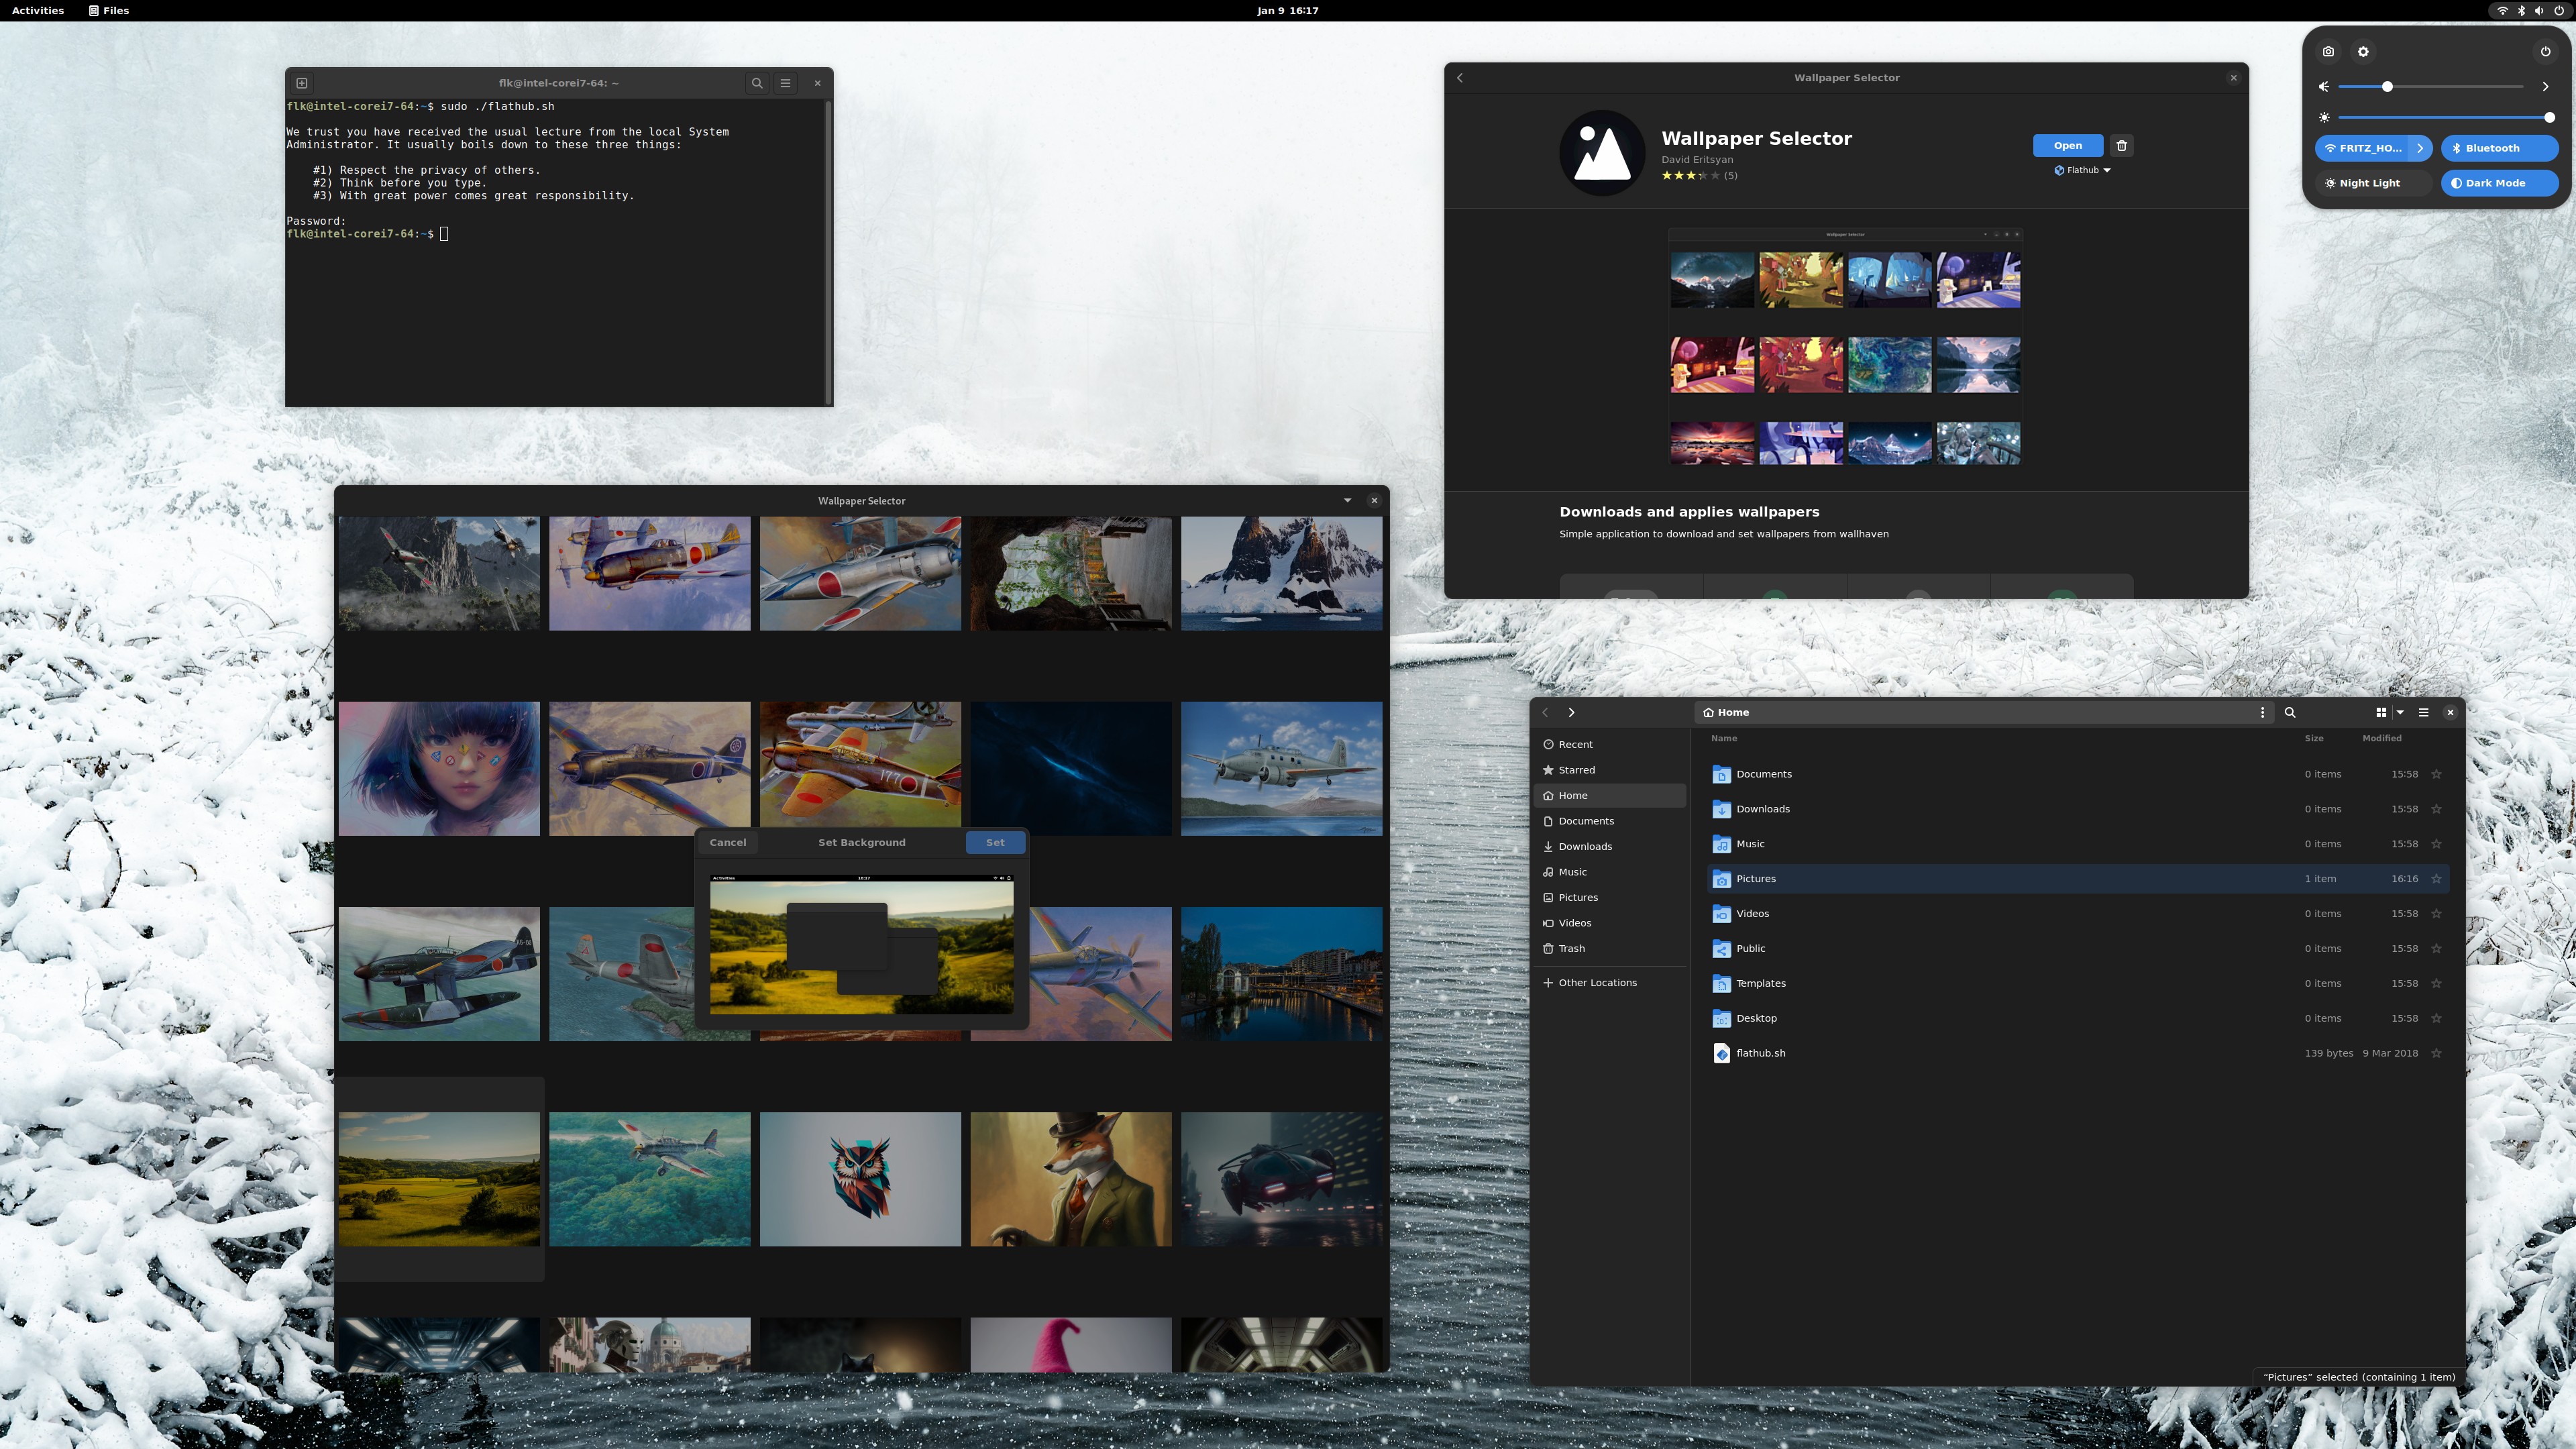 Activities
Files
Jan 9 16:17
flk@intel-corei7-64: ~
flk@intel-corei7-64:~$ sudo ./flathub.sh
We trust you have received the usual lecture from the local System
Administrator. It usually boils down to these three things:
#1) Respect the privacy of others.
#2) Think before you type.
#3) With great power comes great responsibility.
Password:
flk@intel-corei7-64:~$
Wallpaper Selector
Wallpaper Selector
David Eritsyan
(5)
Open
Flathub
Wallpaper Selector
Downloads and applies wallpapers
Simple application to download and set wallpapers from wallhaven
FRITZ_HO...
Bluetooth
Night Light
Dark Mode
Wallpaper Selector
177
Cancel
Set Background
Set
Activities
16:17
Home
Recent
Starred
Home
Documents
Downloads
Music
Pictures
Videos
Trash
Other Locations
Name Size Modified
Documents 0 items 15:58
Downloads 0 items 15:58
Music 0 items 15:58
Pictures 1 item 16:16
Videos 0 items 15:58
Public 0 items 15:58
Templates 0 items 15:58
Desktop 0 items 15:58
flathub.sh 139 bytes 9 Mar 2018
“Pictures” selected (containing 1 item)